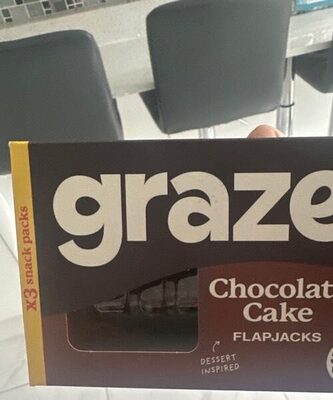 x3 snack packs
graze
Chocolat
Cake
FLAPJACKS
DESSERT
INSPIRED